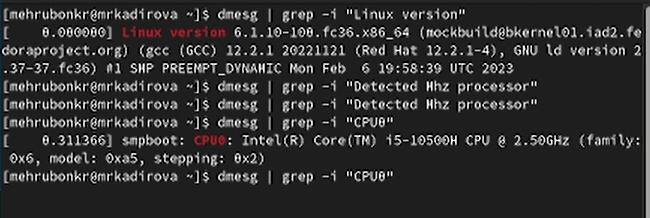 [mehrubonkr@mrkadirova ~]$ dmesg | grep -i "Linux version"
[    0.000000] Linux version 6.1.10-100.fc36.x86_64 (mockbuild@bkernel01.iad2.fe
doraproject.org) (gcc (GCC) 12.2.1 20221121 (Red Hat 12.2.1-4), GNU ld version 2
.37-37.fc36) #1 SMP PREEMPT_DYNAMIC Mon Feb  6 19:58:39 UTC 2023
[mehrubonkr@mrkadirova ~]$ dmesg | grep -i "Detected Mhz processor"
[mehrubonkr@mrkadirova ~]$ dmesg | grep -i "Detected Mhz processor"
[mehrubonkr@mrkadirova ~]$ dmesg | grep -i "CPU0"
[    0.311366] smpboot: CPU0: Intel(R) Core(TM) i5-10500H CPU @ 2.50GHz (family:
 0x6, model: 0xa5, stepping: 0x2)
[mehrubonkr@mrkadirova ~]$ dmesg | grep -i "CPU0"